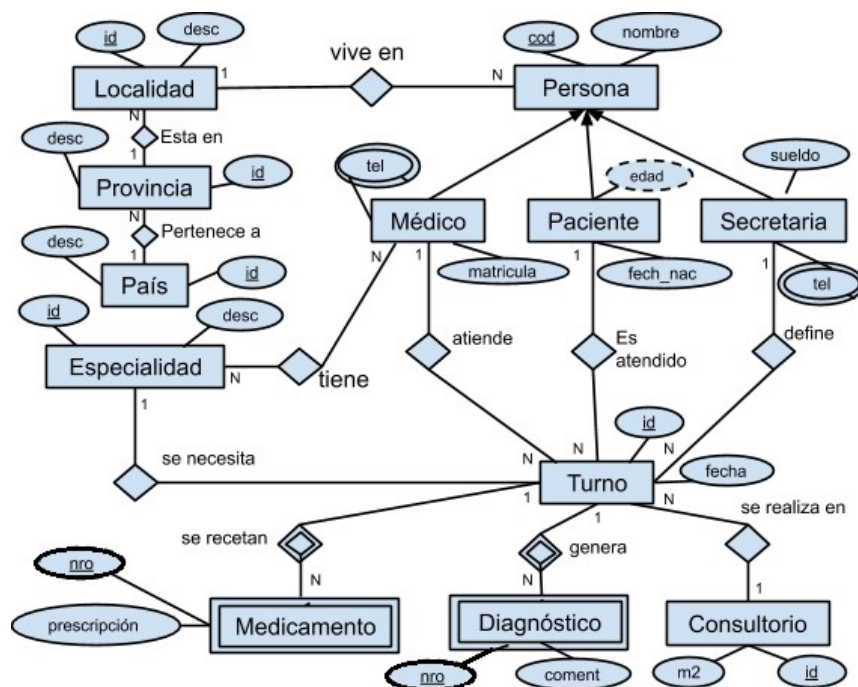 id
desc
Localidad
1
vive en
N
cod
nombre
Persona
N
Esta en
1
desc
Provincia
id
N
Pertenece a
1
desc
País
id
tel
Médico
N
1
matricula
edad
Paciente
1
fech_nac
sueldo
Secretaria
1
tel
id
desc
Especialidad
N
1
tiene
atiende
Es
atendido
define
se necesita
N
N
N
id
fecha
Turno
1
1
N
se recetan
genera
se realiza en
nro
prescripción
N
Medicamento
N
Diagnóstico
nro
coment
1
Consultorio
m2
id